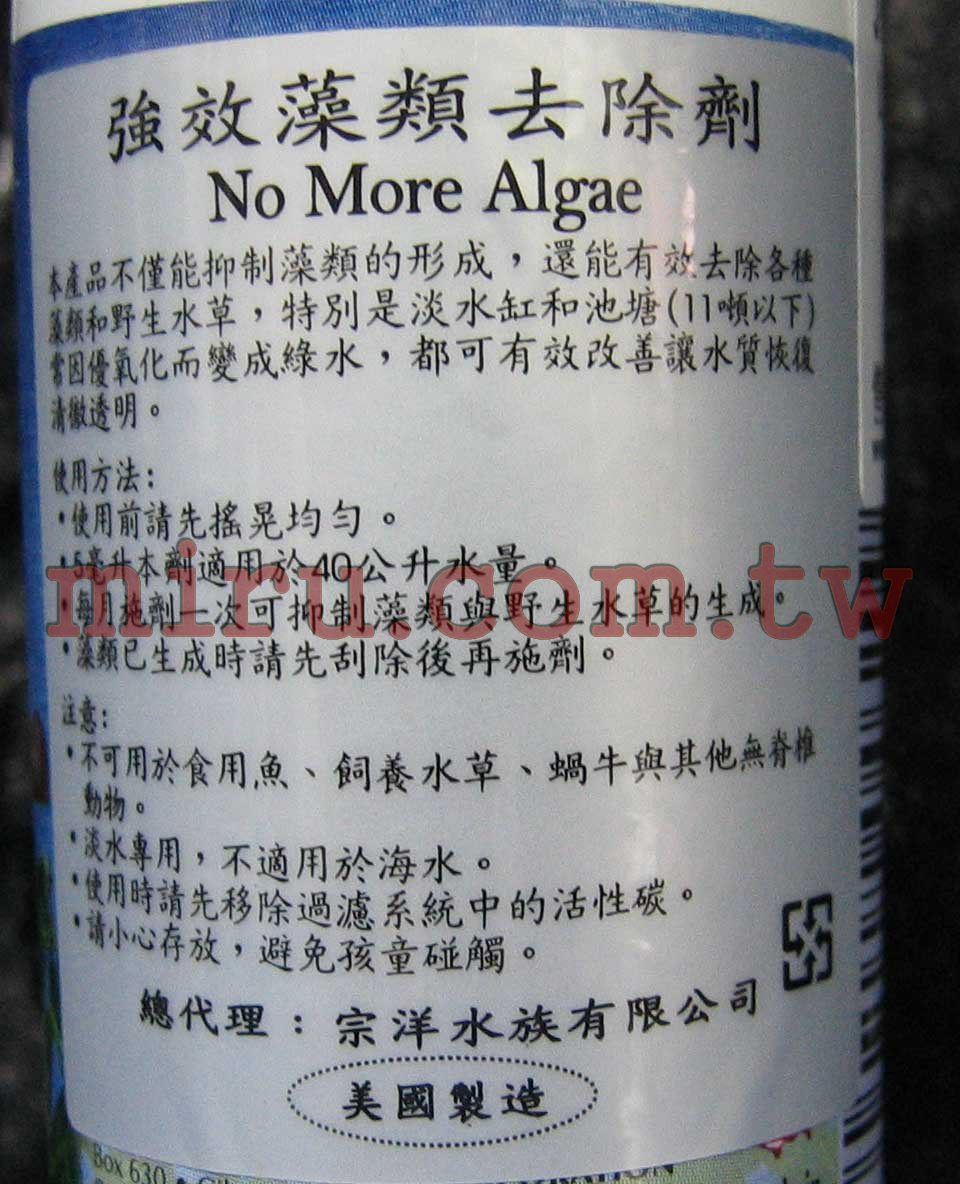 強效藻類去除劑
No More Algae
本產品不僅能抑制藻類的形成，還能有效去除各種
藻類和野生水草，特別是淡水缸和池塘(11噸以下)
常因優氧化而變成綠水，都可有效改善讓水質恢復
清徹透明。
使用方法:
•使用前請先搖晃均勻。
•5毫升本劑適用於40公升水量。
•每月施劑一次可抑制藻類與野生水草的生成。
•藻類已生成時請先刮除後再施劑。
miru.com.tw
注意:
•不可用於食用魚、飼養水草、蝸牛與其他無脊椎
動物。
•淡水專用，不適用於海水。
•使用時請先移除過濾系統中的活性碳。
•請小心存放，避免孩童碰觸。
總代理：宗洋水族有限公司
美國製造
Box 630 •